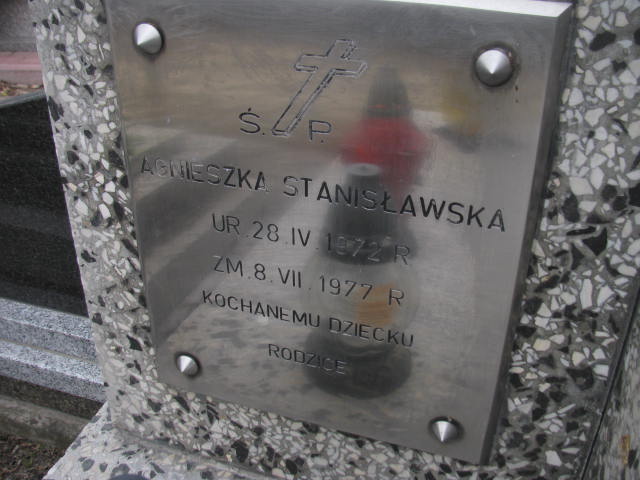 Ś. P.
AGNIESZKA STANISŁAWSKA
UR. 28. IV. 1972 R
ZM. 8. VII. 1977 R
KOCHANEMU DZIECKU
RODZICE